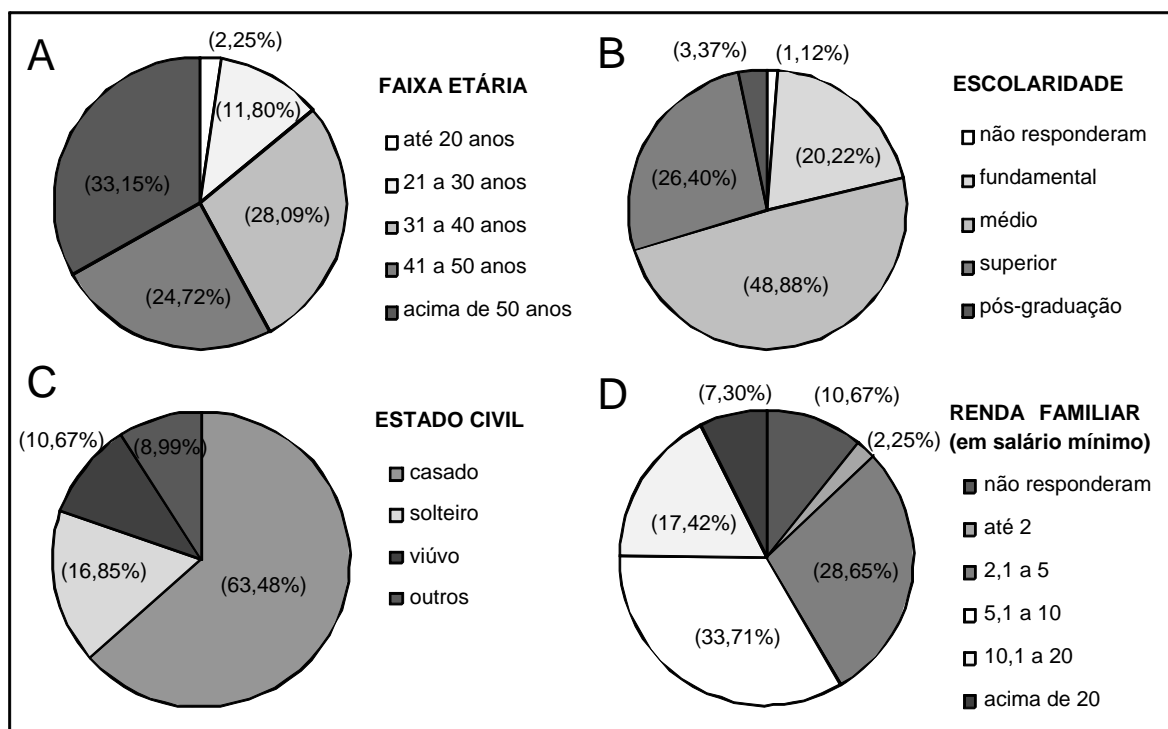 A
(2,25%)
(11,80%)
(28,09%)
(24,72%)
(33,15%)
FAIXA ETÁRIA
até 20 anos
21 a 30 anos
31 a 40 anos
41 a 50 anos
acima de 50 anos
B
(3,37%)
(1,12%)
(20,22%)
(26,40%)
(48,88%)
ESCOLARIDADE
não responderam
fundamental
médio
superior
pós-graduação
C
(10,67%)
(8,99%)
(16,85%)
(63,48%)
ESTADO CIVIL
casado
solteiro
viúvo
outros
D
(7,30%)
(10,67%)
(2,25%)
(17,42%)
(28,65%)
(33,71%)
RENDA FAMILIAR
(em salário mínimo)
não responderam
até 2
2,1 a 5
5,1 a 10
10,1 a 20
acima de 20